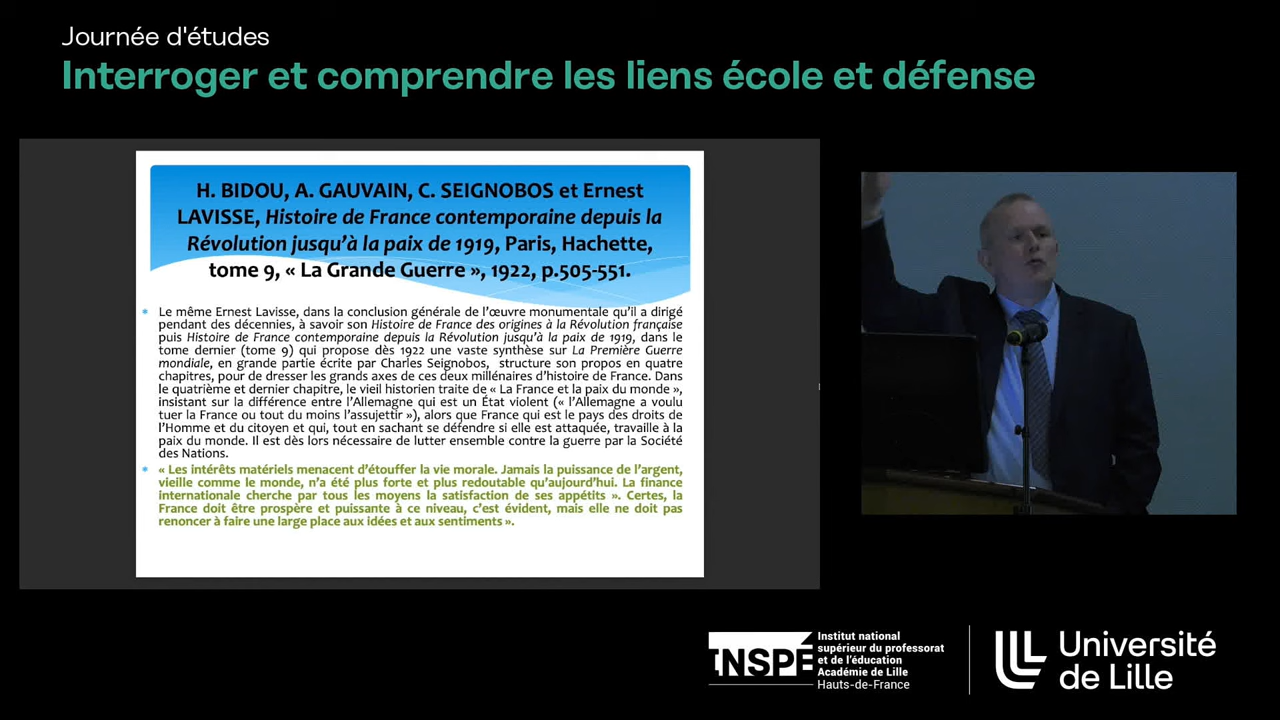 Journée d'études
Interroger et comprendre les liens école et défense
H. BIDOU, A. GAUVAIN, C. SEIGNOBOS et Ernest
LAVISSE, Histoire de France contemporaine depuis la
Révolution jusqu'à la paix de 1919, Paris, Hachette,
tome 9, « La Grande Guerre », 1922, p.505-551.
Le même Ernest Lavisse, dans la conclusion générale de l'œuvre monumentale qu'il a dirigé
pendant des décennies, à savoir son Histoire de France des origines à la Révolution française
puis Histoire de France contemporaine depuis la Révolution jusqu'à la paix de 1919, dans le
tome dernier (tome 9) qui propose dès 1922 une vaste synthèse sur La Première Guerre
mondiale, en grande partie écrite par Charles Seignobos, structure son propos en quatre
chapitres, pour de dresser les grands axes de ces deux millénaires d'histoire de France. Dans
le quatrième et dernier chapitre, le vieil historien traite de « La France et la paix du monde »,
insistant sur la différence entre l'Allemagne qui est un État violent (« l'Allemagne a voulu
tuer la France ou tout du moins l'assujettir »), alors que France qui est le pays des droits de
l'Homme et du citoyen et qui, tout en sachant se défendre si elle est attaquée, travaille à la
paix du monde. Il est dès lors nécessaire de lutter ensemble contre la guerre par la Société
des Nations.
« Les intérêts matériels menacent d'étouffer la vie morale. Jamais la puissance de l'argent,
vieille comme le monde, n'a été plus forte et plus redoutable qu'aujourd'hui. La finance
internationale cherche par tous les moyens la satisfaction de ses appétits ». Certes, la
France doit être prospère et puissante à ce niveau, c'est évident, mais elle ne doit pas
renoncer à faire une large place aux idées et aux sentiments ».
INSPÉ
Institut national
supérieur du professorat
et de l'éducation
Académie de Lille
Hauts-de-France
Université
de Lille